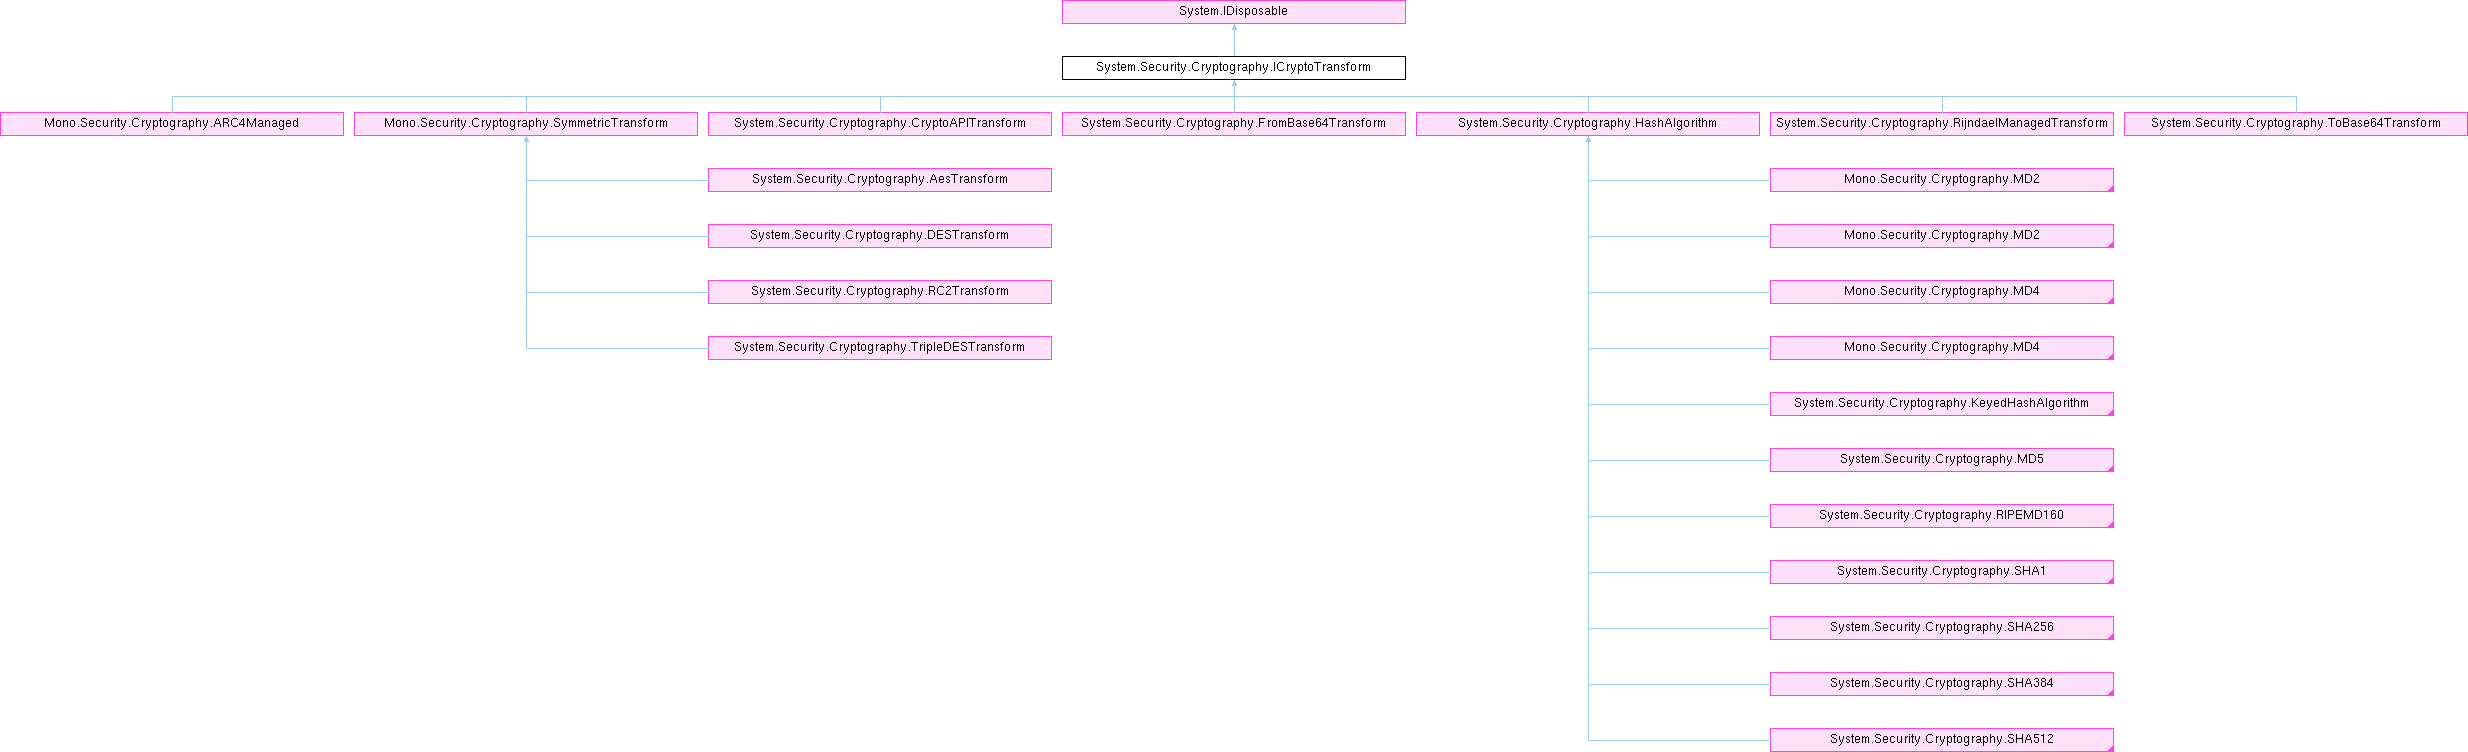 System.IDisposable
System.Security.Cryptography.ICryptoTransform
Mono.Security.Cryptography.ARC4Managed
Mono.Security.Cryptography.SymmetricTransform
System.Security.Cryptography.CryptoAPITransform
System.Security.Cryptography.FromBase64Transform
System.Security.Cryptography.HashAlgorithm
System.Security.Cryptography.RijndaelManagedTransform
System.Security.Cryptography.ToBase64Transform
System.Security.Cryptography.AesTransform
Mono.Security.Cryptography.MD2
System.Security.Cryptography.DESTransform
Mono.Security.Cryptography.MD2
System.Security.Cryptography.RC2Transform
Mono.Security.Cryptography.MD4
System.Security.Cryptography.TripleDESTransform
Mono.Security.Cryptography.MD4
System.Security.Cryptography.KeyedHashAlgorithm
System.Security.Cryptography.MD5
System.Security.Cryptography.RIPEMD160
System.Security.Cryptography.SHA1
System.Security.Cryptography.SHA256
System.Security.Cryptography.SHA384
System.Security.Cryptography.SHA512